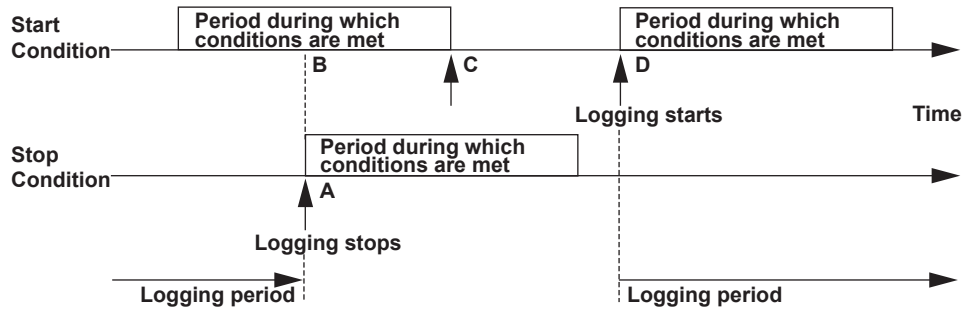 Start
Condition
Period during which
conditions are met
Period during which
conditions are met
B
C
D
Logging starts
Time
Stop
Condition
Period during which
conditions are met
A
Logging stops
Logging period
Logging period